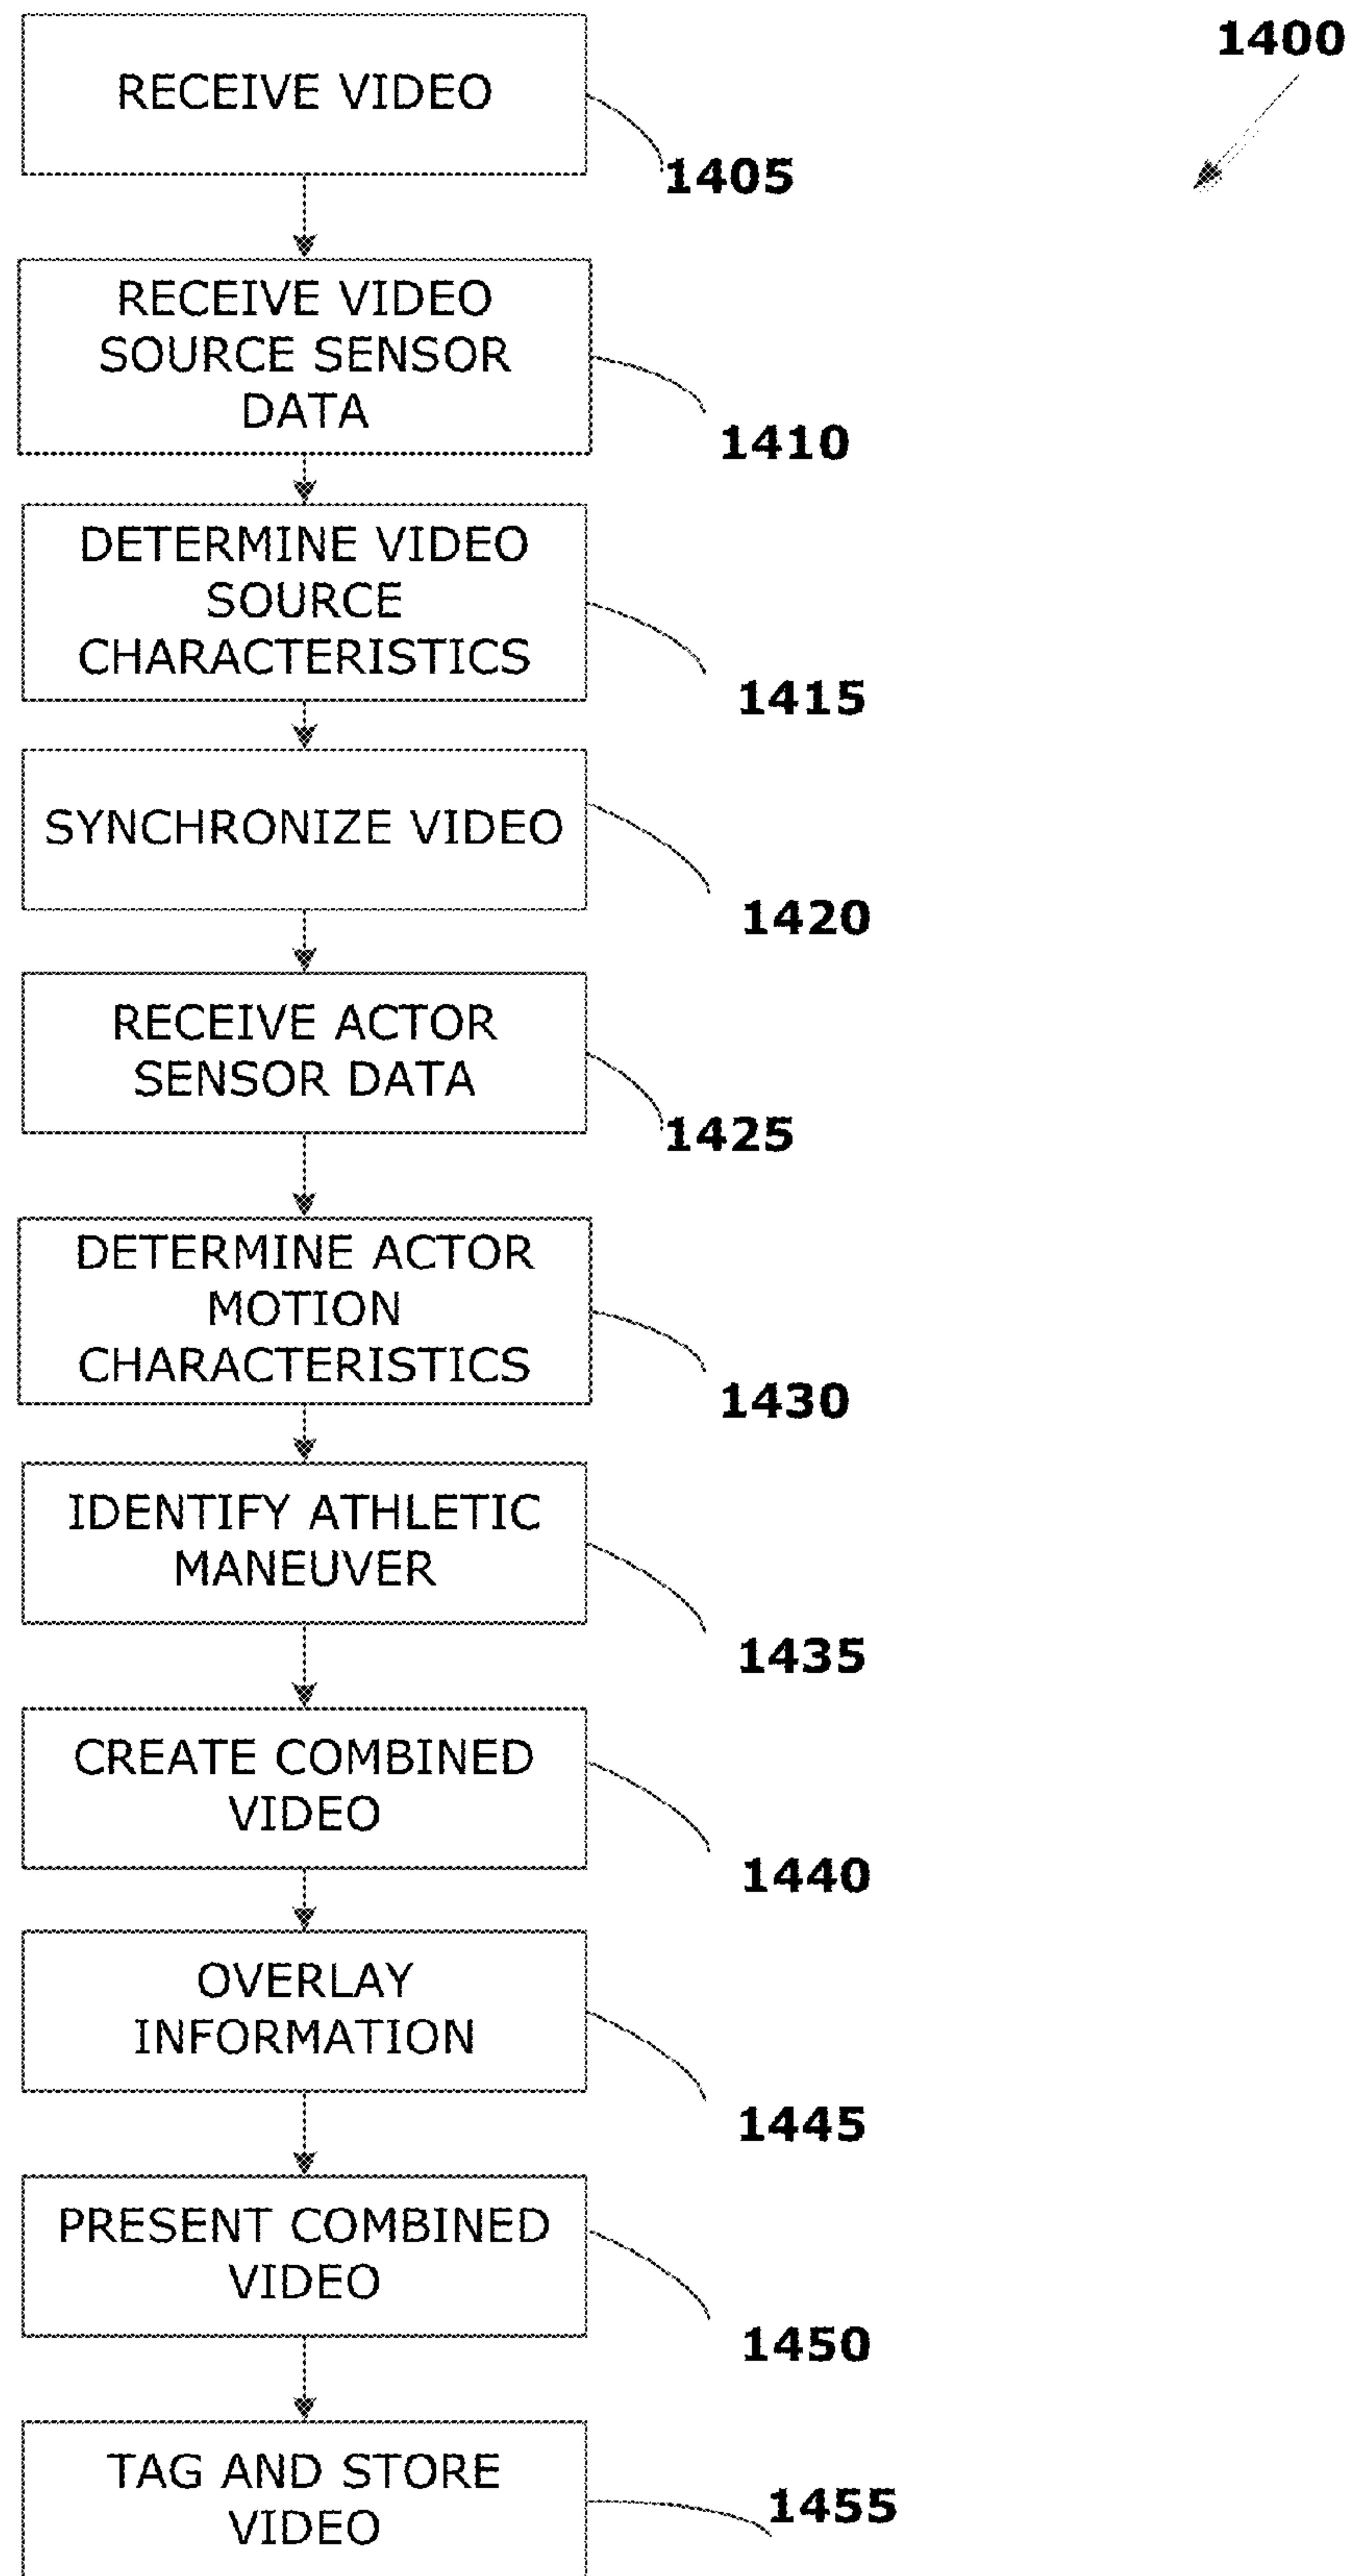 1400
RECEIVE VIDEO
1405
RECEIVE VIDEO
SOURCE SENSOR
DATA
1410
DETERMINE VIDEO
SOURCE
CHARACTERISTICS
1415
SYNCHRONIZE VIDEO
1420
RECEIVE ACTOR
SENSOR DATA
1425
DETERMINE ACTOR
MOTION
CHARACTERISTICS
1430
IDENTIFY ATHLETIC
MANEUVER
1435
CREATE COMBINED
VIDEO
1440
OVERLAY
INFORMATION
1445
PRESENT COMBINED
VIDEO
1450
TAG AND STORE
VIDEO
1455